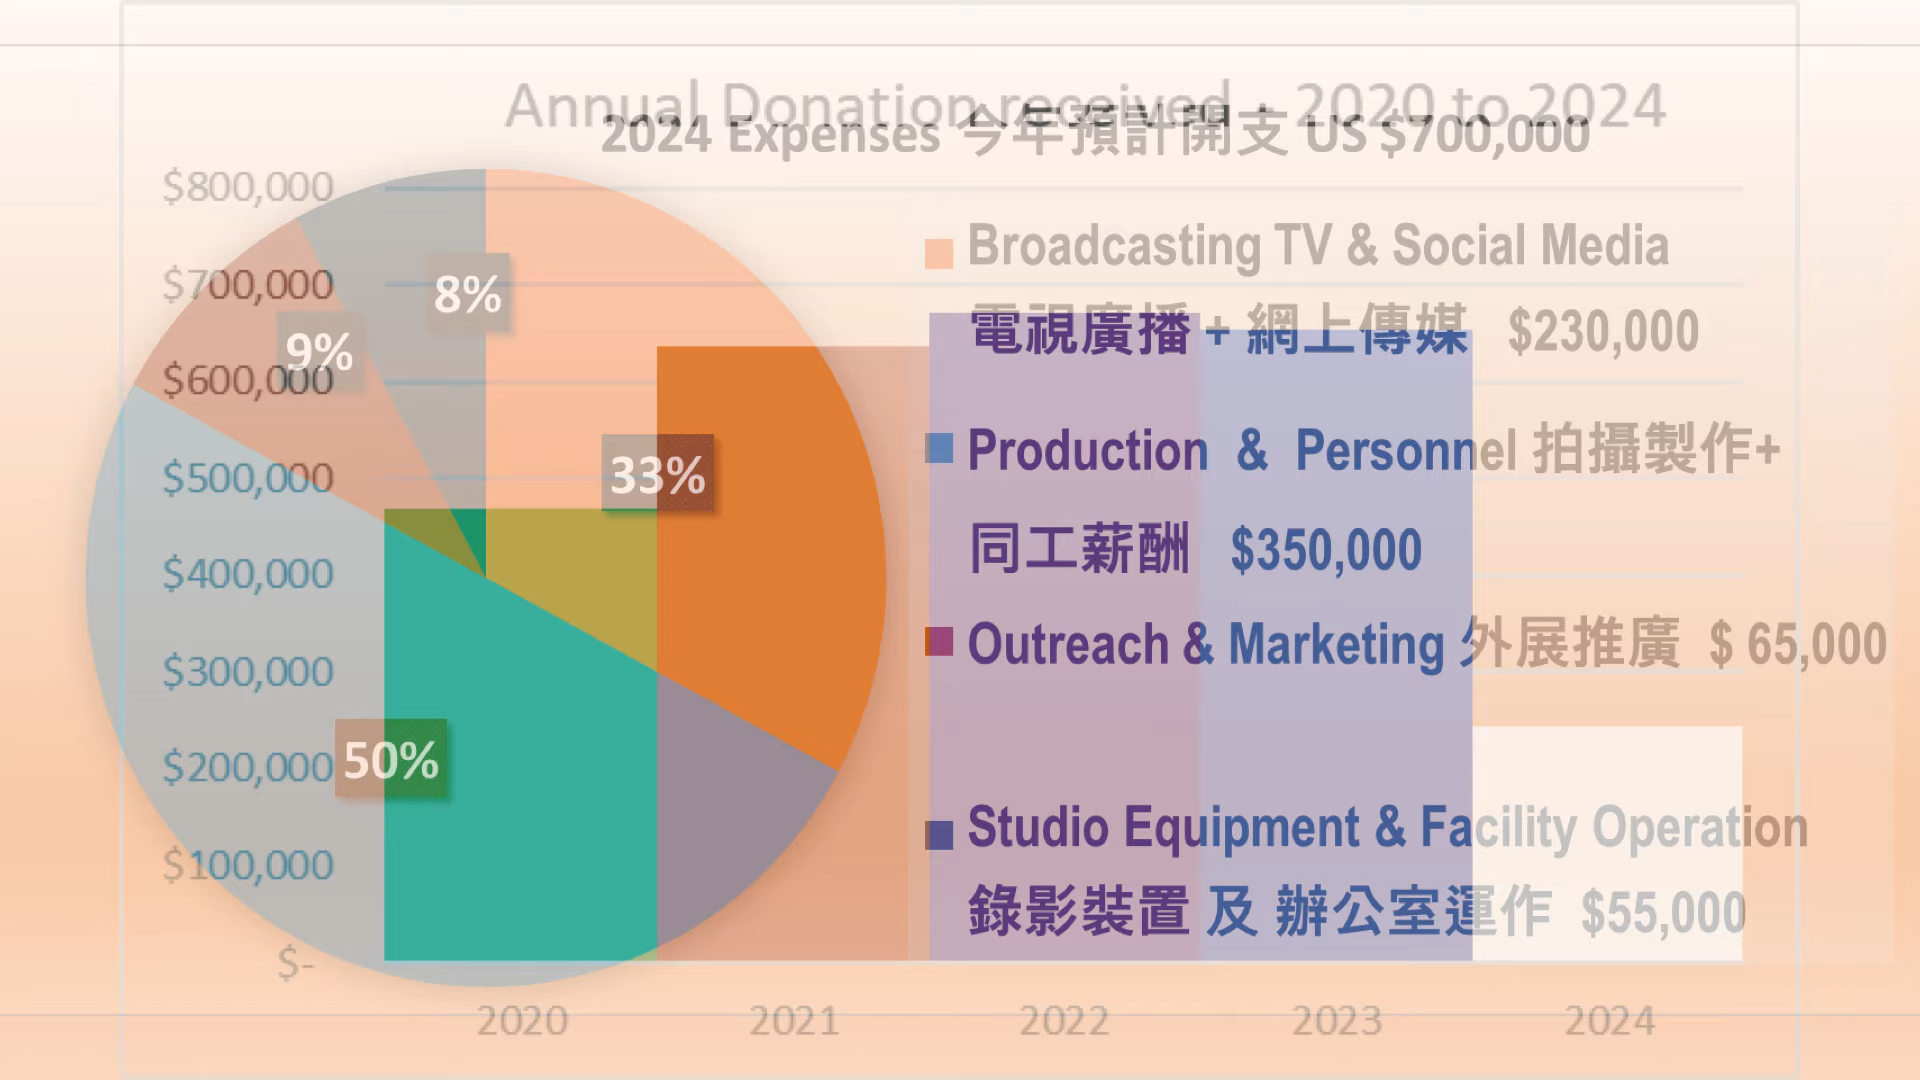 Annual Donation received : 2020 to 2024
2024 Expenses 今年預計開支 US $700,000
$800,000
$700,000
$600,000
$500,000
$400,000
$300,000
$200,000
$100,000
$-
8%
9%
33%
50%
Broadcasting TV & Social Media
電視廣播 + 網上傳媒 $230,000
Production & Personnel 拍攝製作+
同工薪酬 $350,000
Outreach & Marketing 外展推廣 $ 65,000
Studio Equipment & Facility Operation
錄影裝置 及 辦公室運作 $55,000
2020 2021 2022 2023 2024